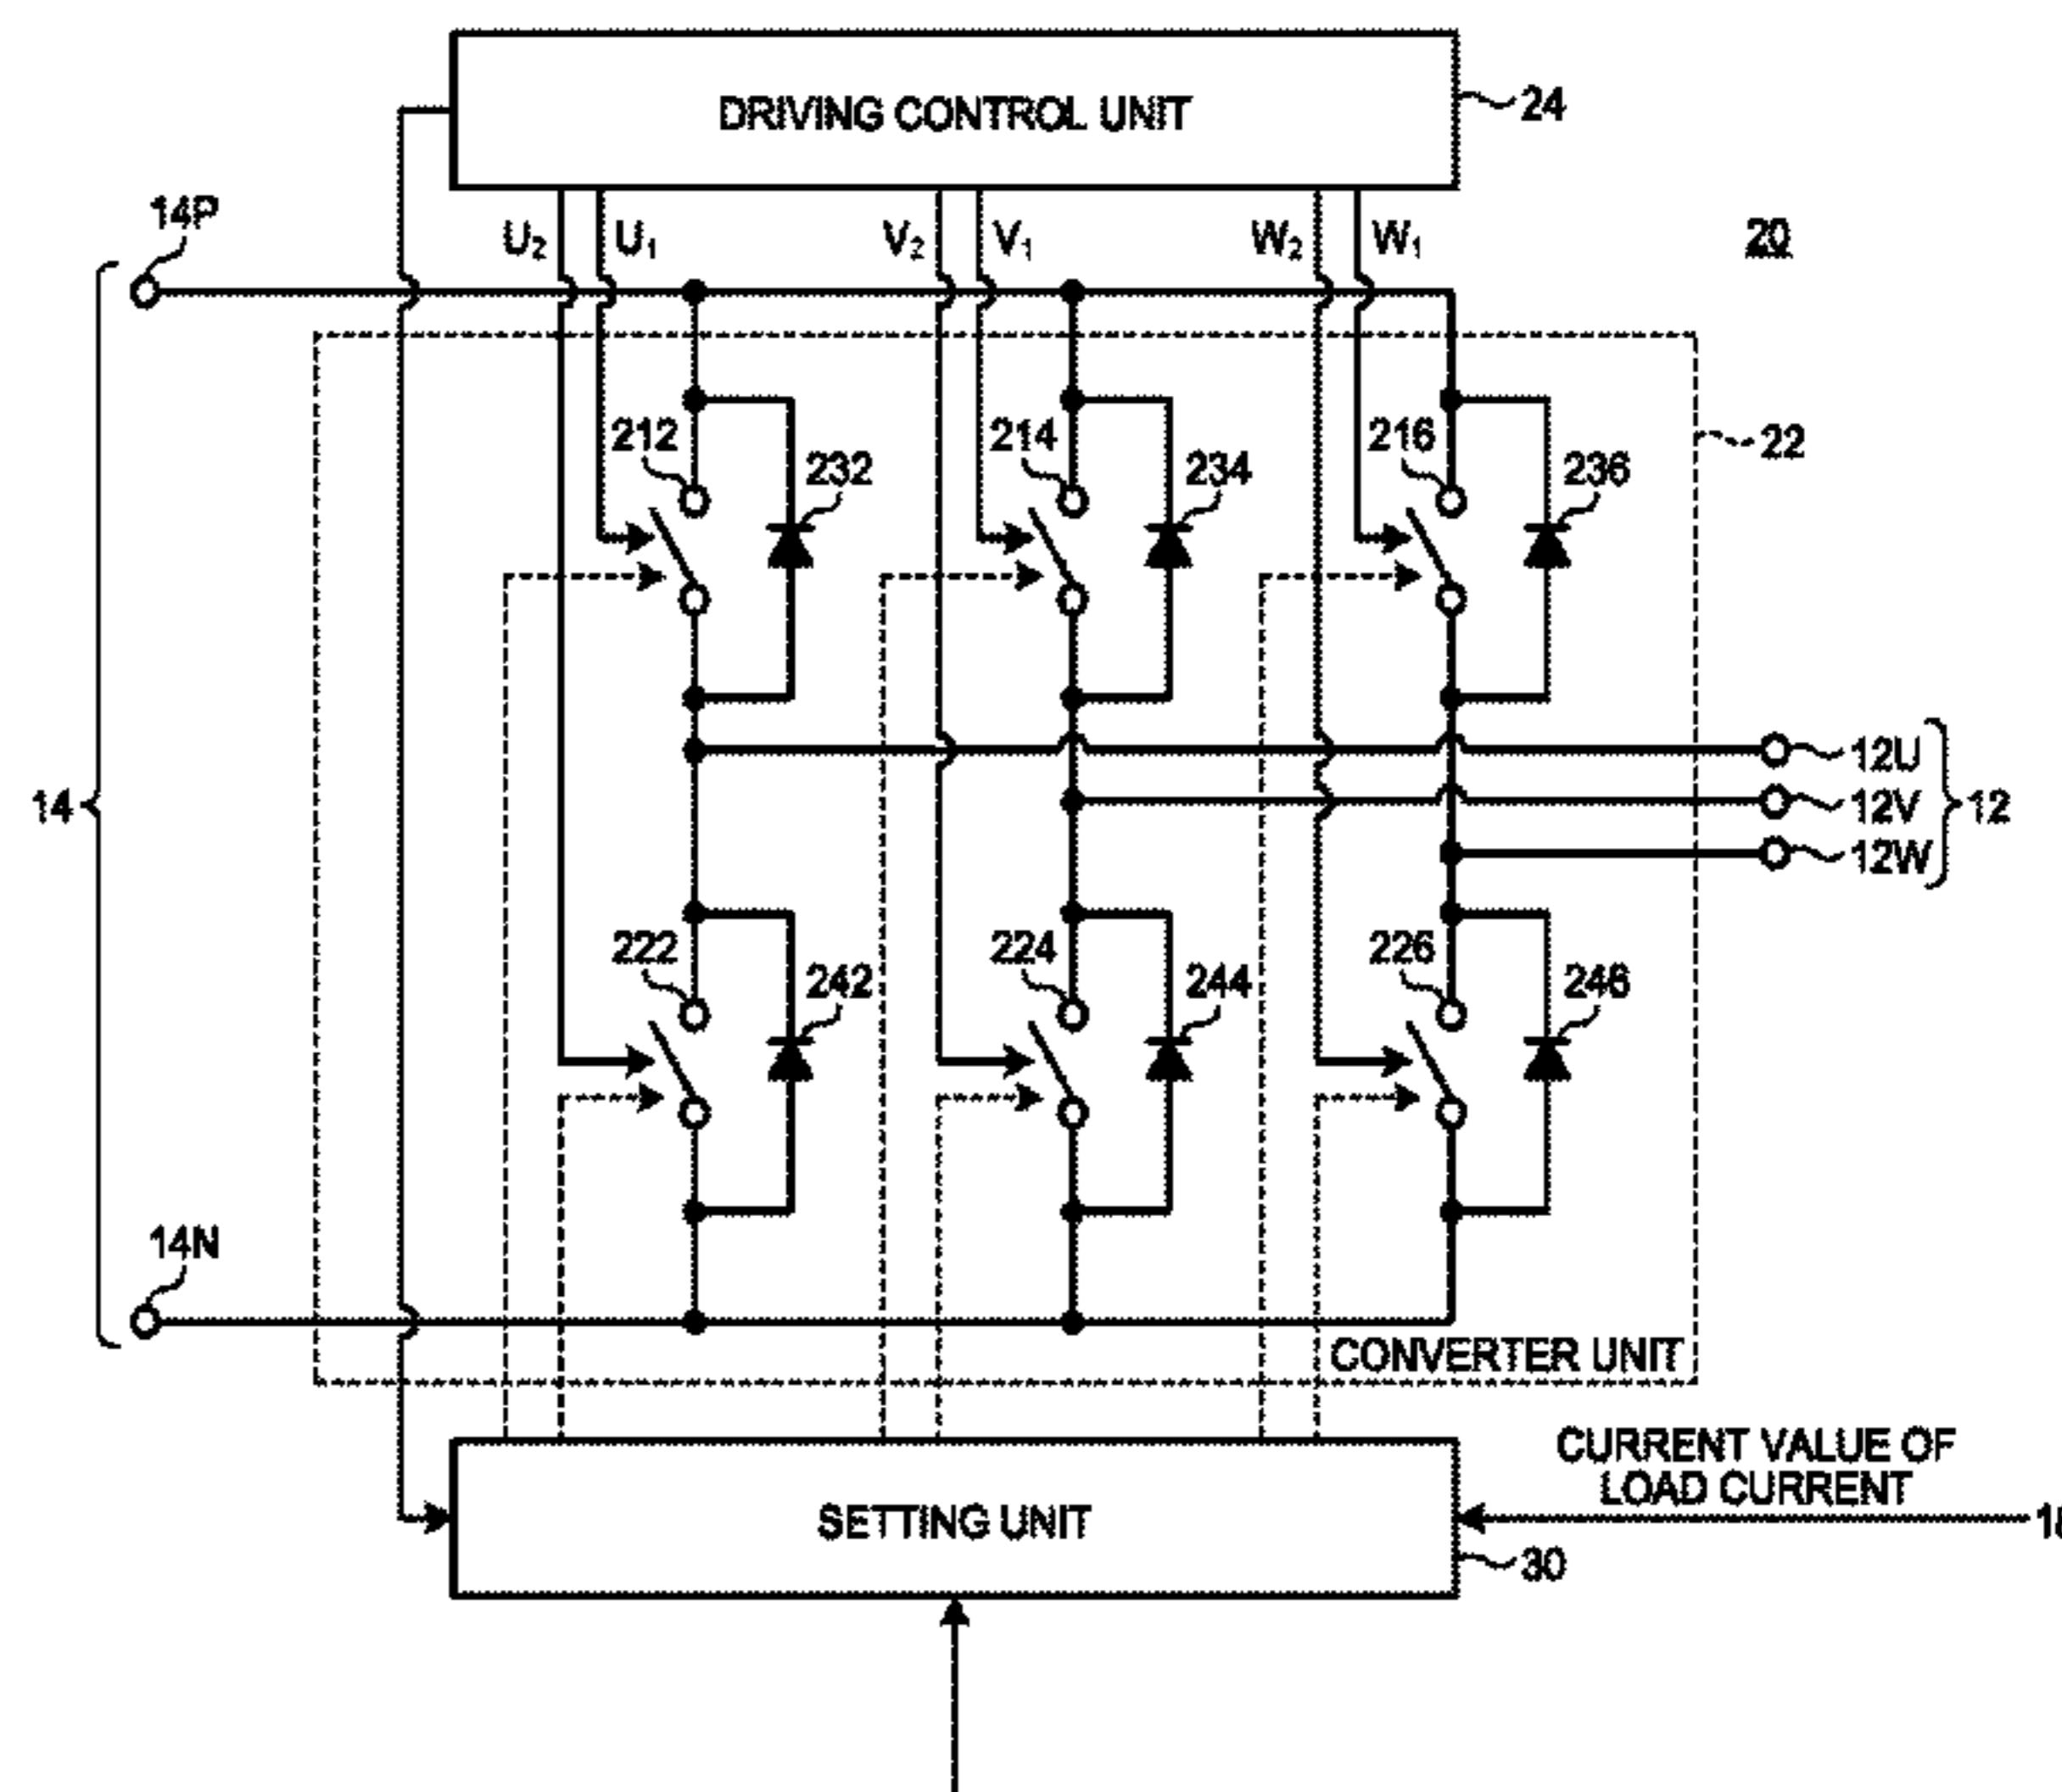 DRIVING CONTROL UNIT
24
14P
U₂ U₁ V₂ V₁ W₂ W₁
20
212 232 214 234 216 236
22
14
12U
12V
12W
12
222 242 224 244 226 246
14N
CONVERTER UNIT
CURRENT VALUE OF
LOAD CURRENT
SETTING UNIT
30